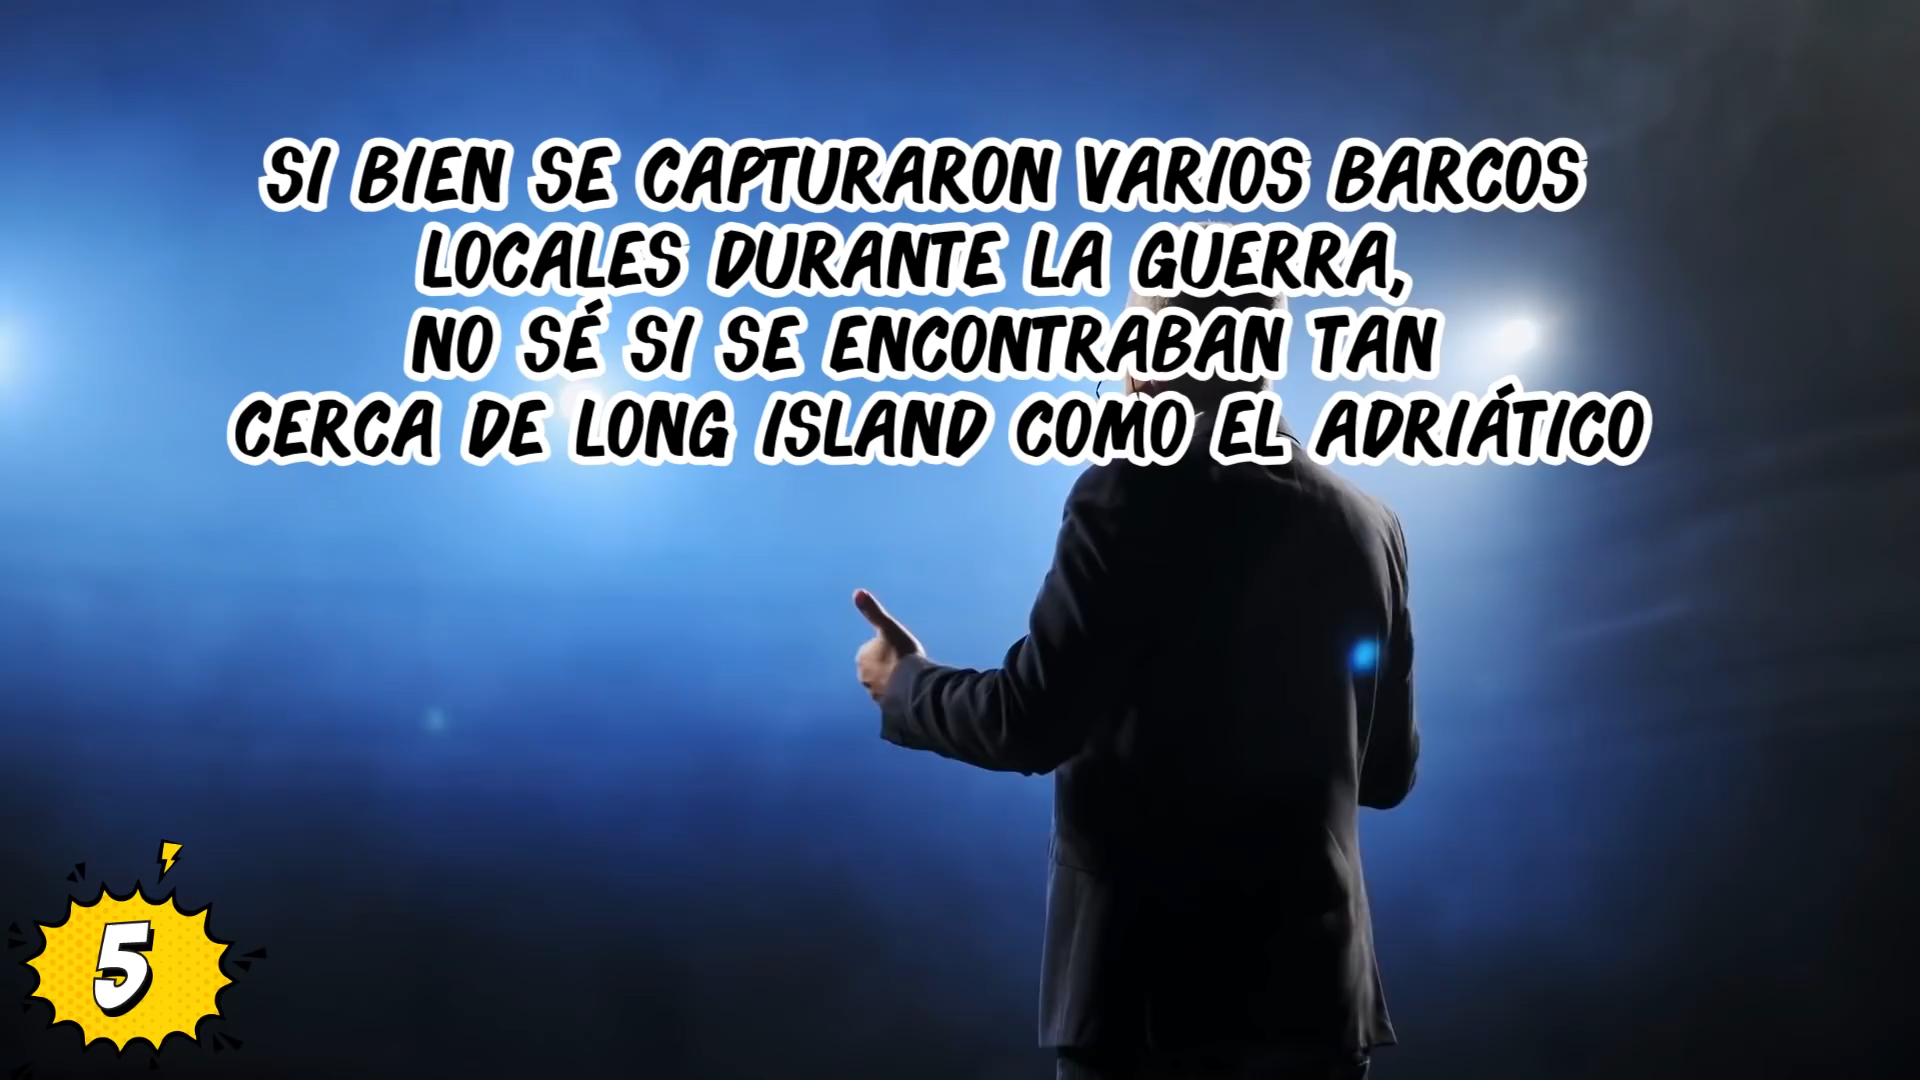 SI BIEN SE CAPTURARON VARIOS BARCOS
LOCALES DURANTE LA GUERRA,
NO SÉ SI SE ENCONTRABAN TAN
CERCA DE LONG ISLAND COMO EL ADRIÁTICO
5